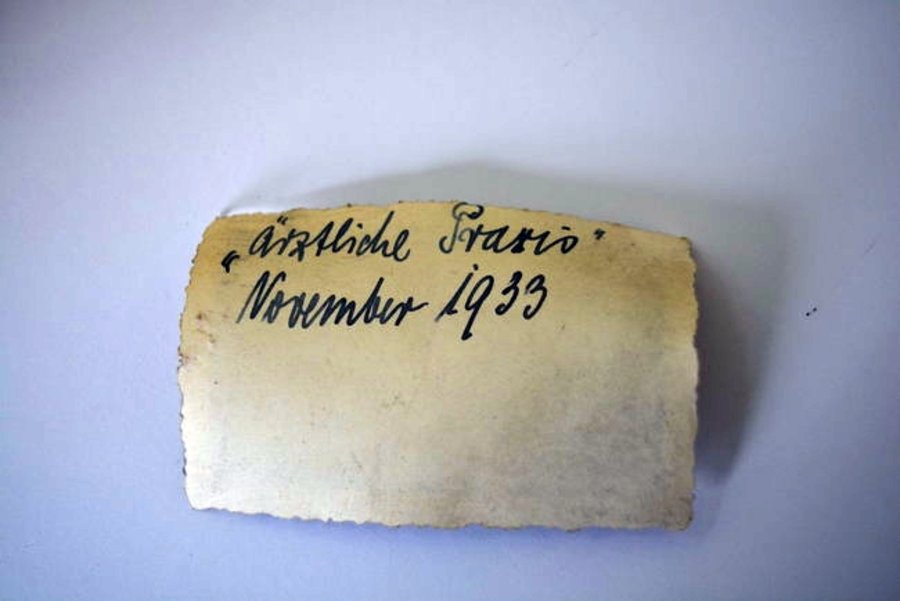 „Ärztliche Praxis"
November 1933